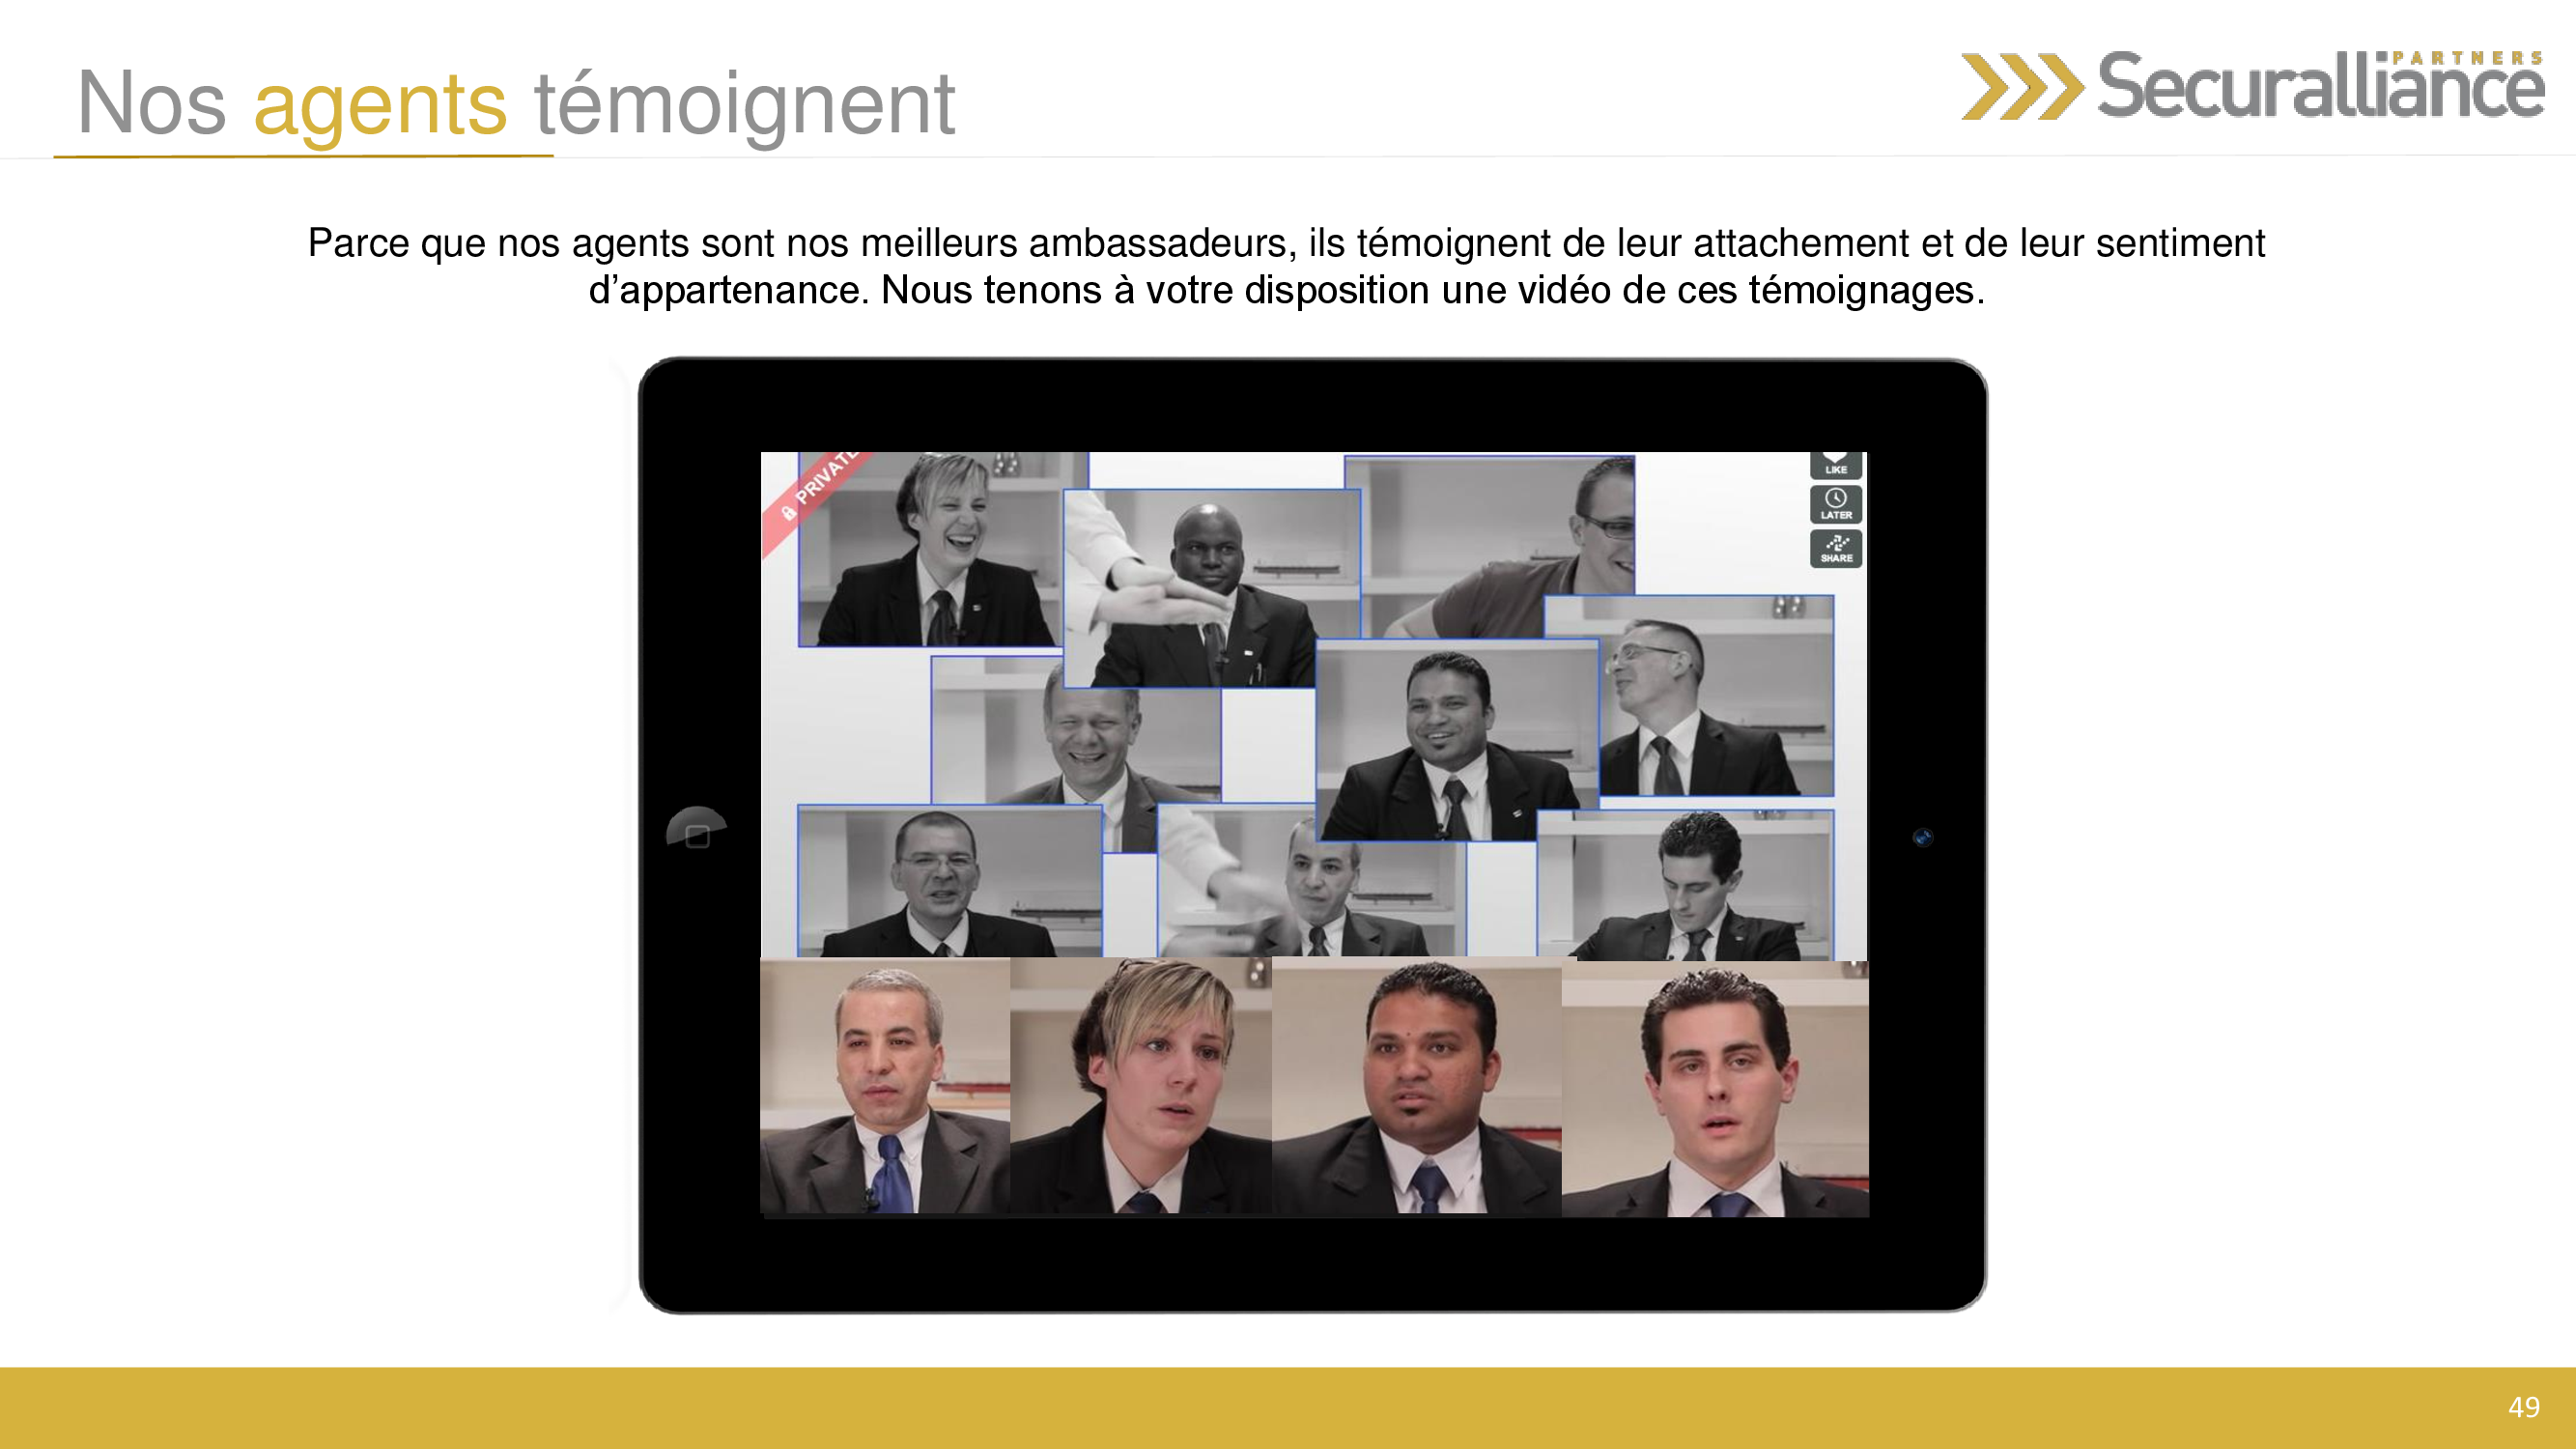 Nos agents témoignent
PARTNERS
Securalliance
Parce que nos agents sont nos meilleurs ambassadeurs, ils témoignent de leur attachement et de leur sentiment
d’appartenance. Nous tenons à votre disposition une vidéo de ces témoignages.
PRIVATE
LIKE
LATER
SHARE
49